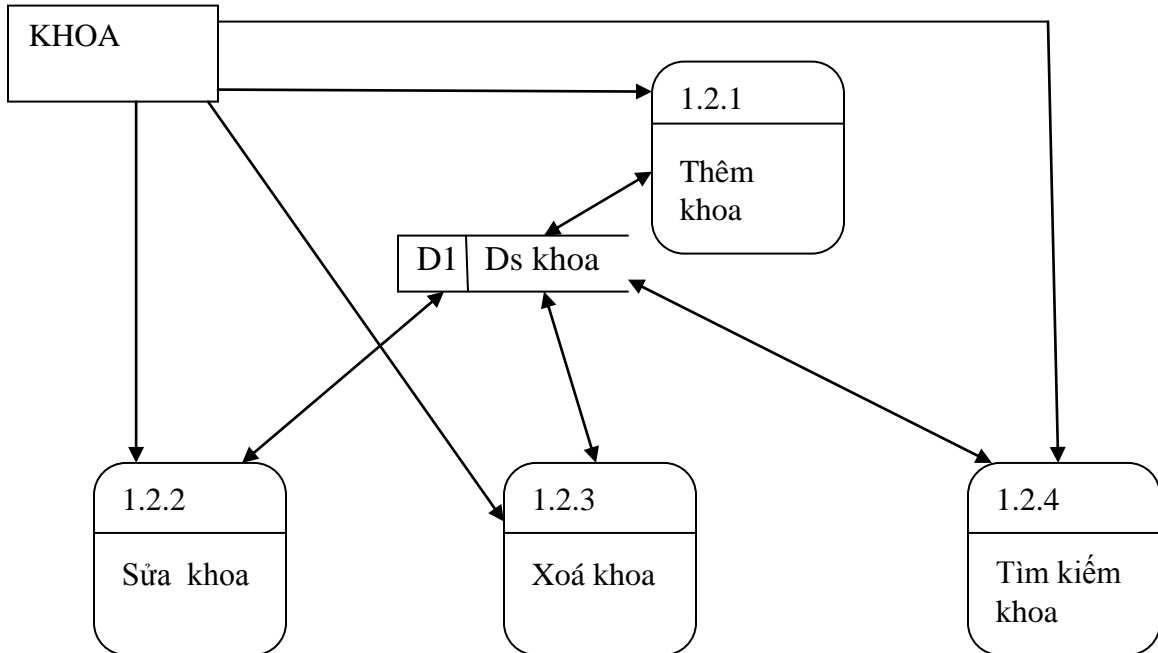 KHOA
1.2.1
Thêm
khoa
D1 Ds khoa
1.2.2
Sửa khoa
1.2.3
Xoá khoa
1.2.4
Tìm kiếm
khoa